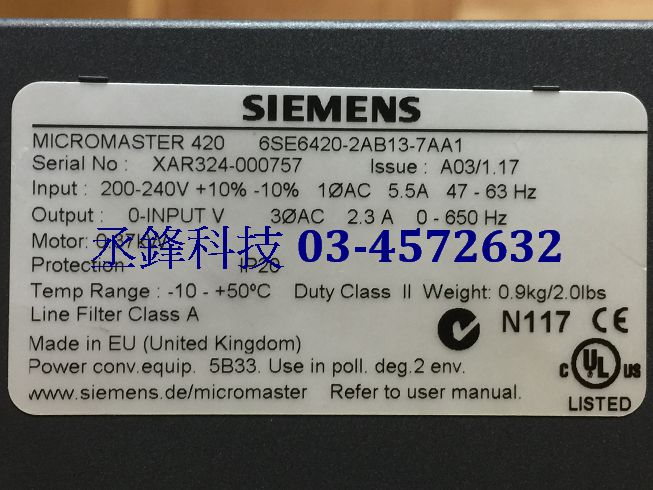 SIEMENS
MICROMASTER 420 6SE6420-2AB13-7AA1
Serial No : XAR324-000757 Issue : A03/1.17
Input : 200-240V +10% -10% 1ØAC 5.5A 47 - 63 Hz
Output : 0-INPUT V 3ØAC 2.3 A 0 - 650 Hz
Motor: 0.37kW
丞鋒科技 03-4572632
Protection IP20
Temp Range : -10 - +50ºC Duty Class II Weight: 0.9kg/2.0lbs
Line Filter Class A
N117 CE
Made in EU (United Kingdom)
Power conv.equip. 5B33. Use in poll. deg.2 env.
www.siemens.de/micromaster Refer to user manual.
C UL US
LISTED